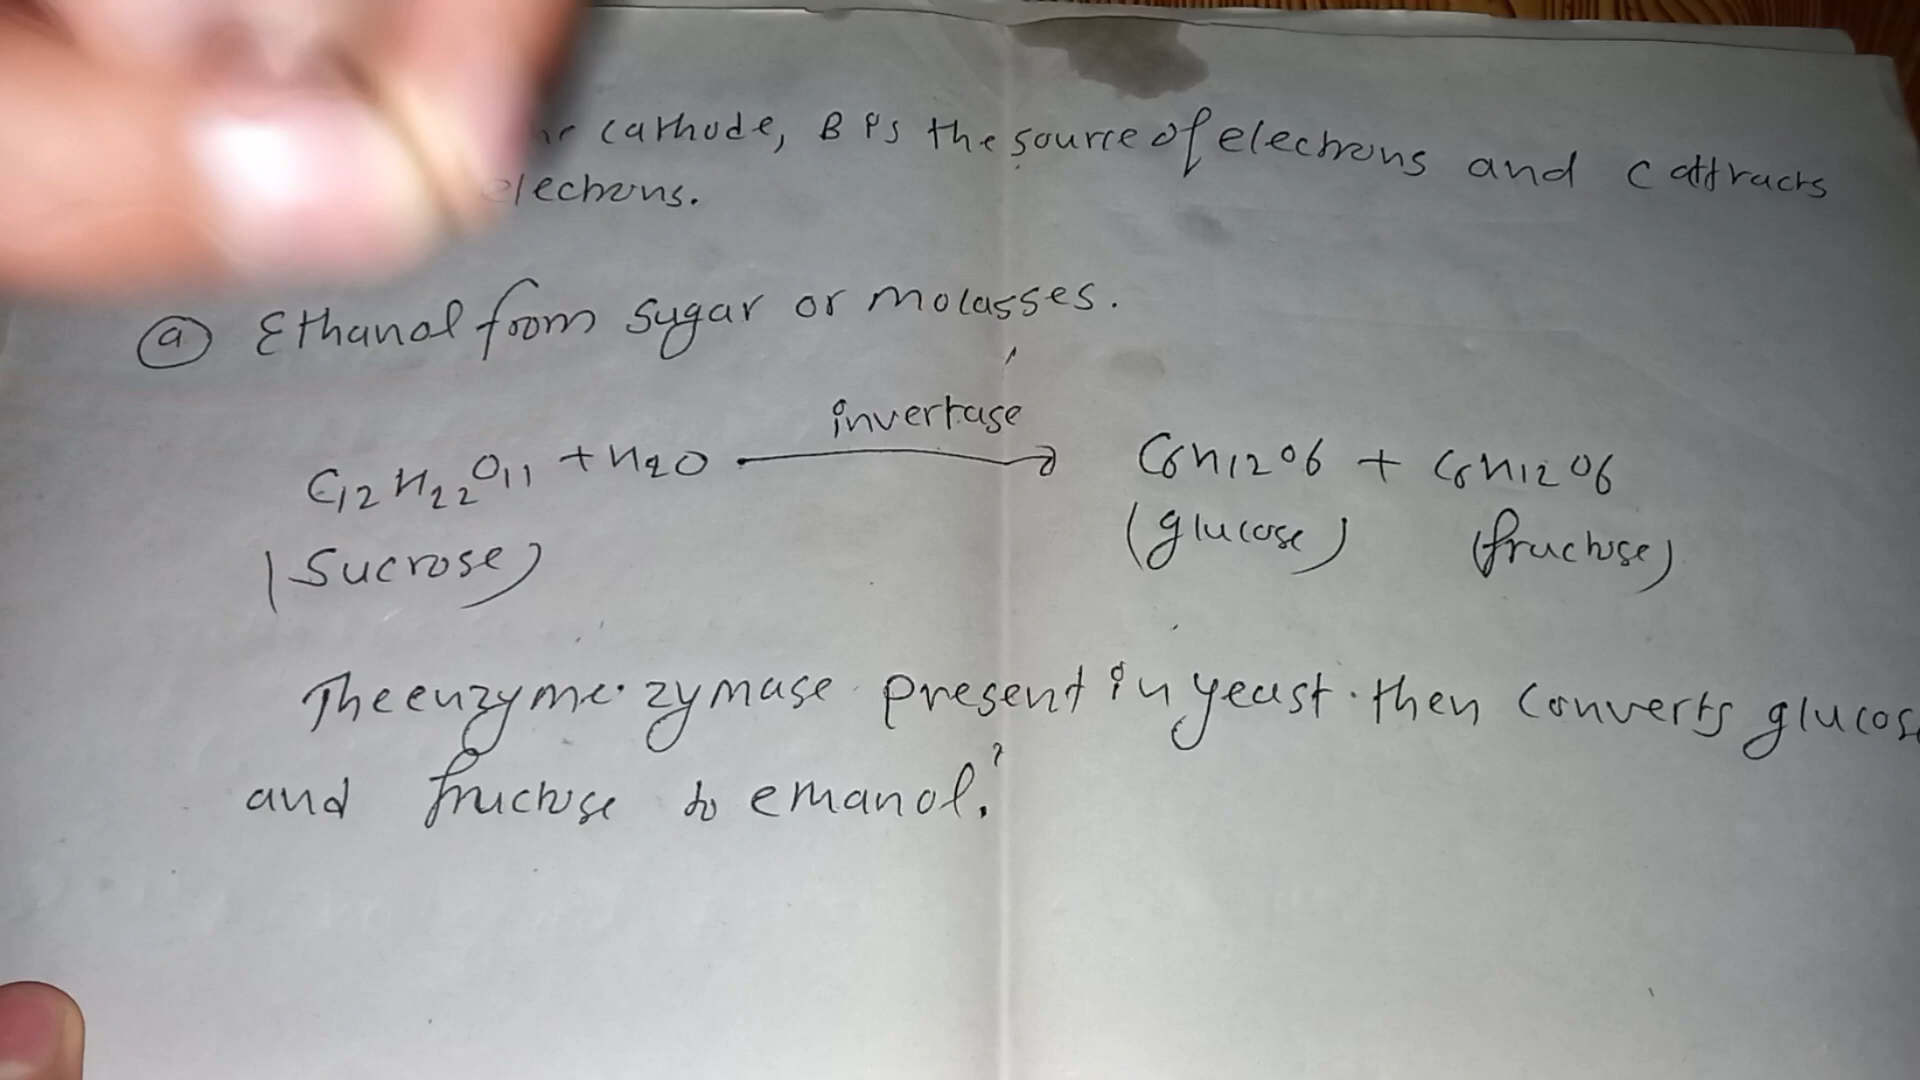 cathode, B is the source of electrons and C attracts
electrons.
(a) Ethanol from sugar or molasses.
invertase
C12H22O11 + H2O → C6H12O6 + C6H12O6
(Sucrose) (glucose) (fructose)
The enzyme zymase present in yeast then converts glucose
and fructose to ethanol.